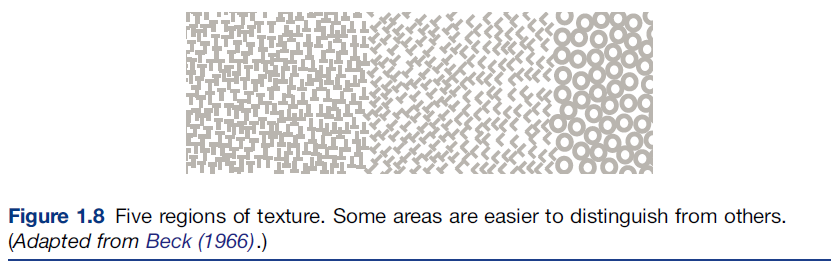 Figure 1.8 Five regions of texture. Some areas are easier to distinguish from others.
(Adapted from Beck (1966).)